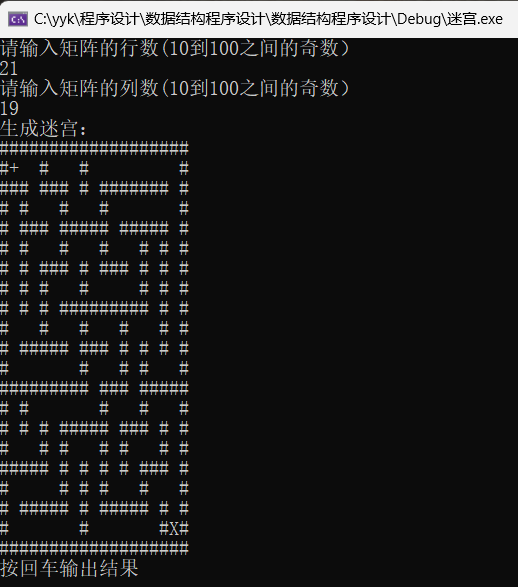 C:\yyk\程序设计\数据结构程序设计\数据结构程序设计\Debug\迷宫.exe
请输入矩阵的行数(10到100之间的奇数)
21
请输入矩阵的列数(10到100之间的奇数)
19
生成迷宫:
###################
#+  #   #         #
### ### # ####### #
# #   #   #       #
# ### ##### ##### #
# #   #   #   # # #
# # ### # ### # # #
# # #   #     # # #
# # # ######### # #
#   #   #   #   # #
# ##### ### # # # #
#       #   # #   #
######### ### #####
# #       #   #   #
# # # ##### ### # #
#   # #   # #   # #
##### # # # # ### #
#     # # #   #   #
# ##### # ##### # #
#       #       #X#
###################
按回车输出结果